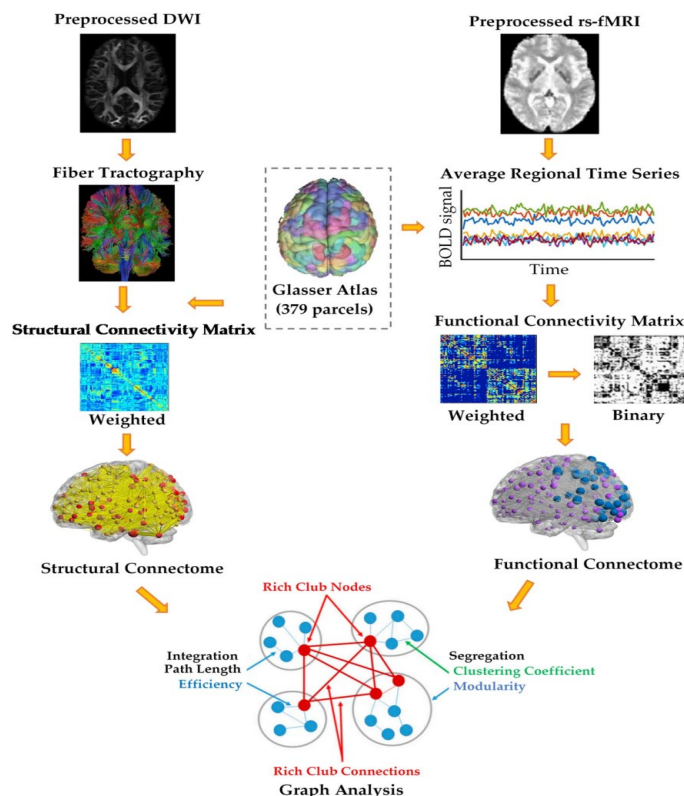 Preprocessed DWI
Preprocessed rs-fMRI
Fiber Tractography
Average Regional Time Series
BOLD signal
Time
Glasser Atlas
(379 parcels)
Structural Connectivity Matrix
Functional Connectivity Matrix
Weighted
Weighted
Binary
Structural Connectome
Functional Connectome
Rich Club Nodes
Integration
Path Length
Efficiency
Segregation
Clustering Coefficient
Modularity
Rich Club Connections
Graph Analysis